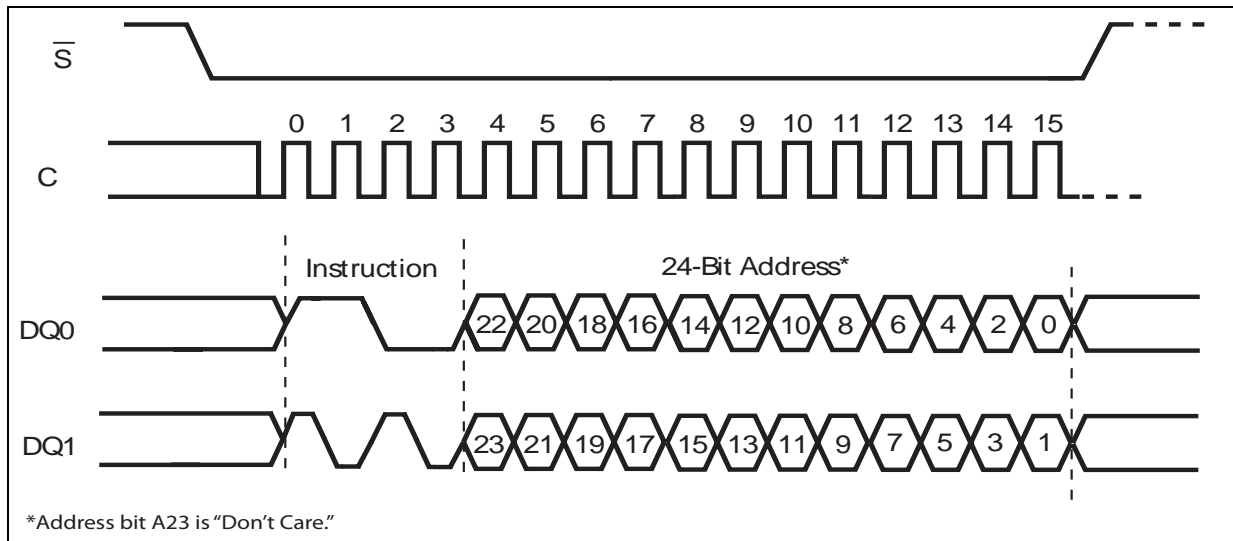 S
0 1 2 3 4 5 6 7 8 9 10 11 12 13 14 15
C
Instruction 24-Bit Address*
DQ0 22 20 18 16 14 12 10 8 6 4 2 0
DQ1 23 21 19 17 15 13 11 9 7 5 3 1
*Address bit A23 is “Don’t Care.”